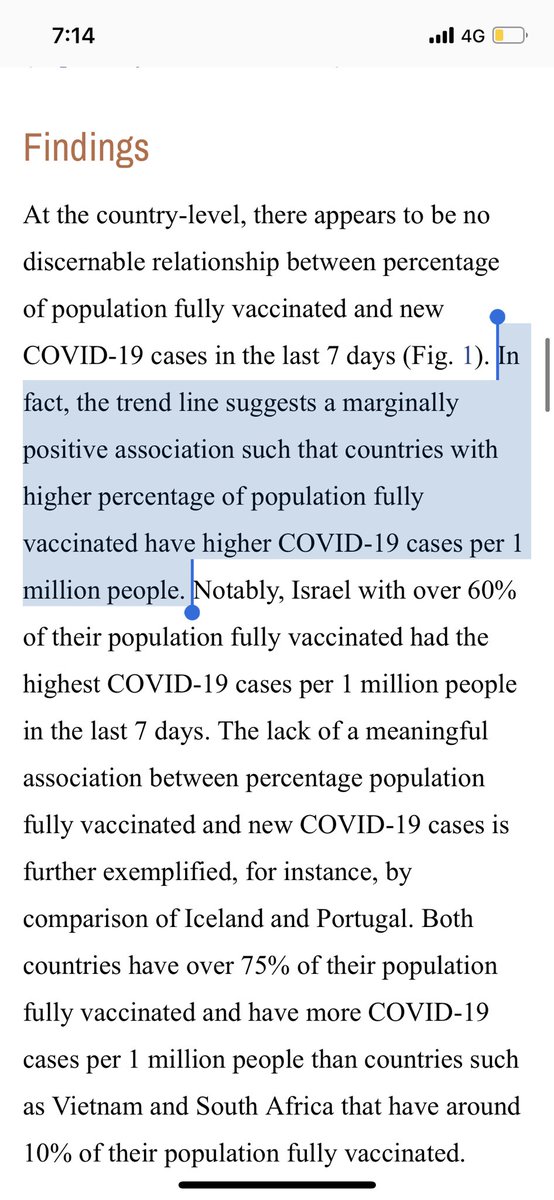 7:14
4G
Findings
At the country-level, there appears to be no
discernable relationship between percentage
of population fully vaccinated and new
COVID-19 cases in the last 7 days (Fig. 1). In
fact, the trend line suggests a marginally
positive association such that countries with
higher percentage of population fully
vaccinated have higher COVID-19 cases per 1
million people. Notably, Israel with over 60%
of their population fully vaccinated had the
highest COVID-19 cases per 1 million people
in the last 7 days. The lack of a meaningful
association between percentage population
fully vaccinated and new COVID-19 cases is
further exemplified, for instance, by
comparison of Iceland and Portugal. Both
countries have over 75% of their population
fully vaccinated and have more COVID-19
cases per 1 million people than countries such
as Vietnam and South Africa that have around
10% of their population fully vaccinated.